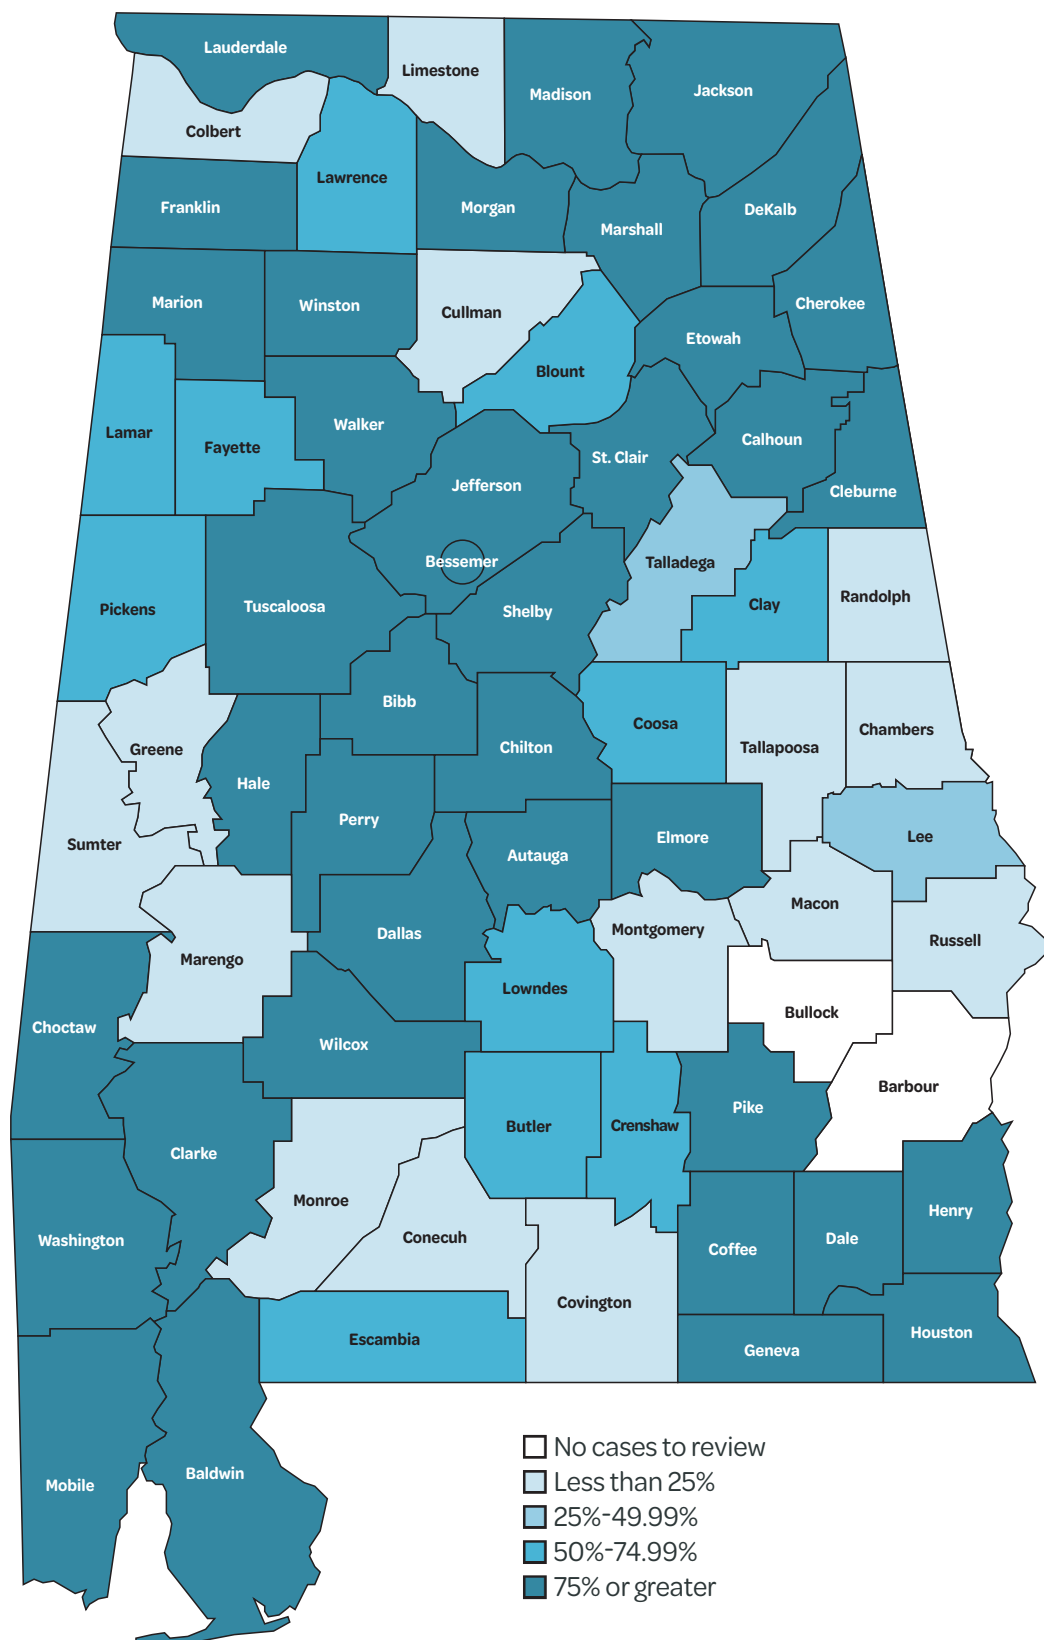 Lauderdale
Limestone
Madison
Jackson
Colbert
Lawrence
Franklin
Morgan
DeKalb
Marshall
Marion
Winston
Cullman
Cherokee
Etowah
Blount
Lamar
Fayette
Walker
Calhoun
St. Clair
Jefferson
Cleburne
Bessemer
Talladega
Pickens
Tuscaloosa
Shelby
Clay
Randolph
Bibb
Greene
Coosa
Chambers
Chilton
Tallapoosa
Hale
Perry
Sumter
Autauga
Elmore
Lee
Macon
Dallas
Montgomery
Russell
Marengo
Lowndes
Bullock
Choctaw
Wilcox
Barbour
Pike
Butler
Crenshaw
Clarke
Monroe
Henry
Washington
Conecuh
Coffee
Dale
Covington
Escambia
Geneva
Houston
Baldwin
Mobile
No cases to review
Less than 25%
25%-49.99%
50%-74.99%
75% or greater